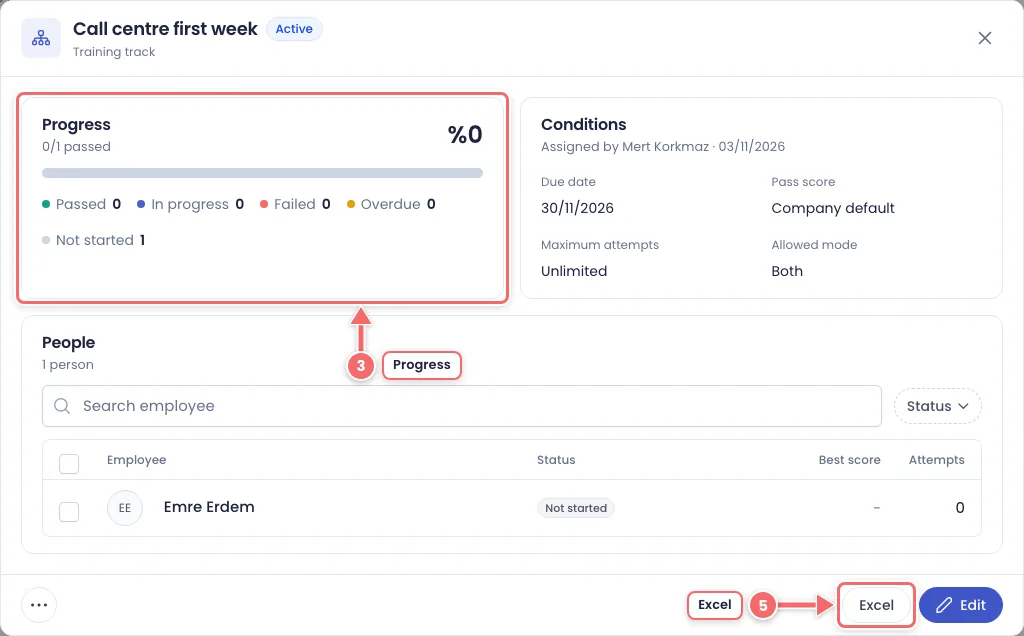 Call centre first week Active
Training track
Progress
0/1 passed
%0
Passed 0 In progress 0 Failed 0 Overdue 0
Not started 1
Conditions
Assigned by Mert Korkmaz · 03/11/2026
Due date Pass score
30/11/2026 Company default
Maximum attempts Allowed mode
Unlimited Both
3 Progress
People
1 person
Search employee Status
Employee Status Best score Attempts
EE Emre Erdem Not started - 0
Excel 5 Excel Edit